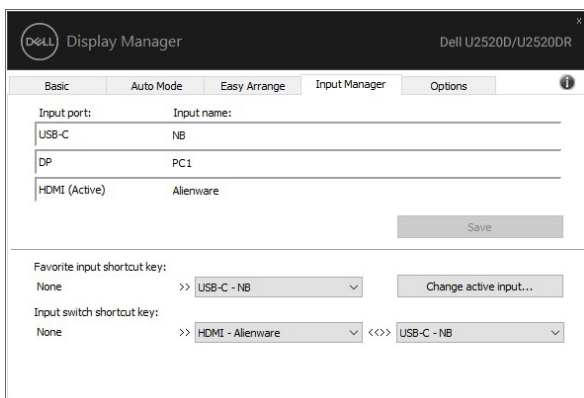 DELL Display Manager Dell U2520D/U2520DR
Basic Auto Mode Easy Arrange Input Manager Options
Input port: Input name:
USB-C NB
DP PC1
HDMI (Active) Alienware
Save
Favorite input shortcut key:
None >> USB-C - NB Change active input...
Input switch shortcut key:
None >> HDMI - Alienware <<>> USB-C - NB